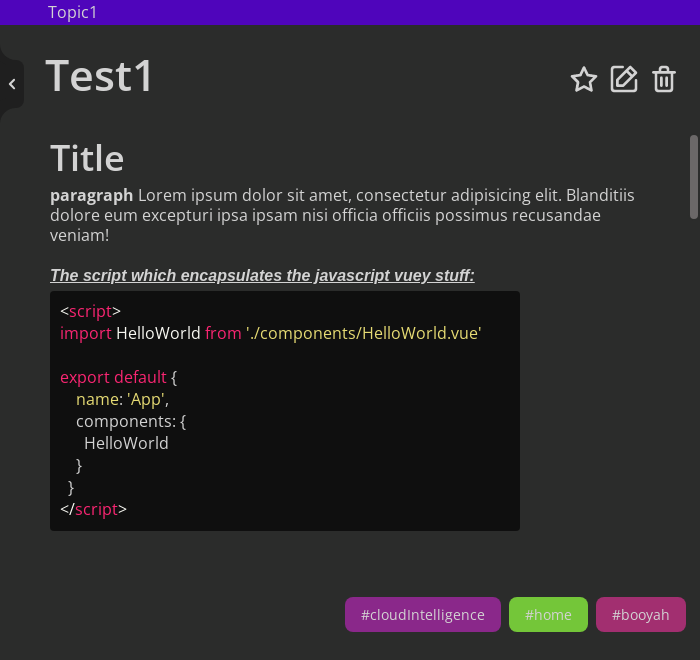 Topic1
Test1
Title
paragraph Lorem ipsum dolor sit amet, consectetur adipisicing elit. Blanditiis
dolore eum excepturi ipsa ipsam nisi officia officiis possimus recusandae
veniam!
The script which encapsulates the javascript vuey stuff:
<script>
import HelloWorld from './components/HelloWorld.vue'
export default {
name: 'App',
components: {
HelloWorld
}
}
</script>
#cloudIntelligence #home #booyah